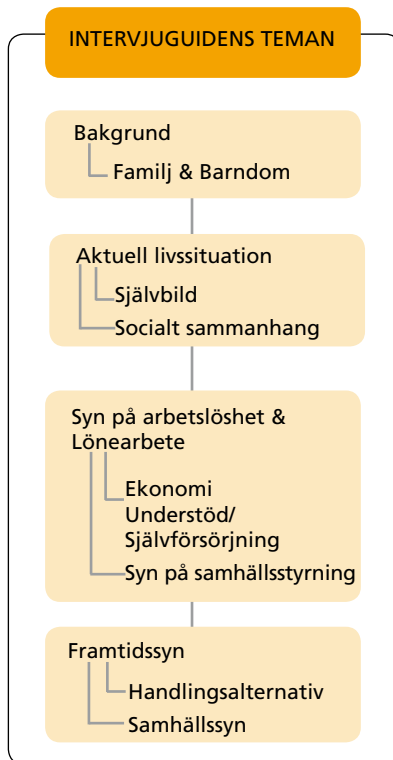 INTERVJUGUIDENS TEMAN
Bakgrund
Familj & Barndom
Aktuell livssituation
Självbild
Socialt sammanhang
Syn på arbetslöshet &
Lönearbete
Ekonomi
Understöd/
Självförsörjning
Syn på samhällsstyrning
Framtidssyn
Handlingsalternativ
Samhällssyn